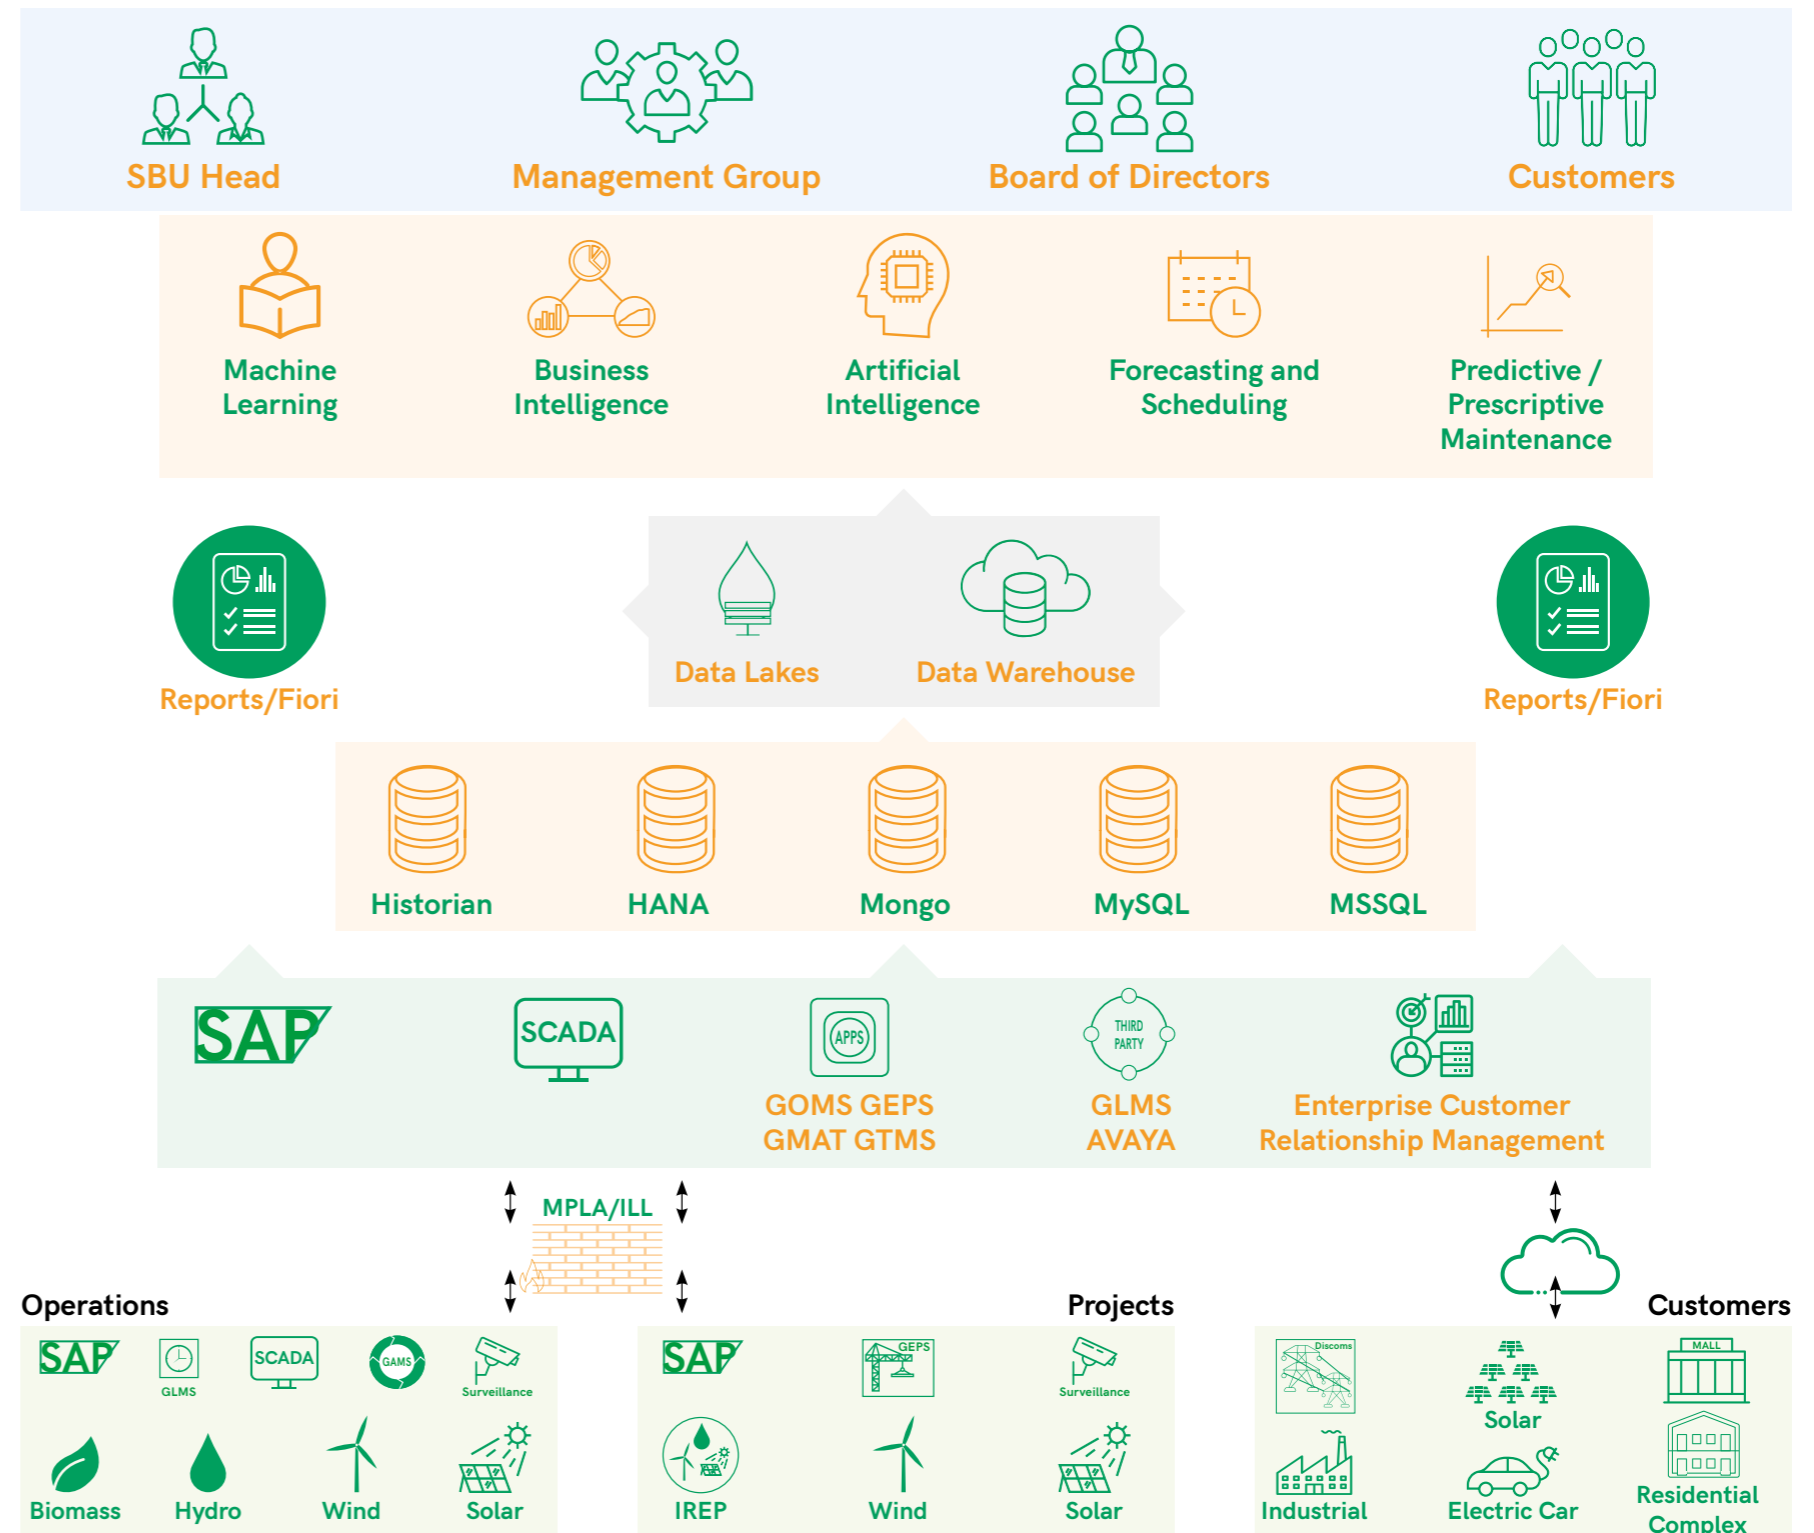 SBU Head
Management Group
Board of Directors
Customers
Machine
Learning
Business
Intelligence
Artificial
Intelligence
Forecasting and
Scheduling
Predictive /
Prescriptive
Maintenance
Reports/Fiori
Data Lakes
Data Warehouse
Reports/Fiori
Historian
HANA
Mongo
MySQL
MSSQL
SAP
SCADA
APPS
GOMS GEPS
GMAT GTMS
THIRD
PARTY
GLMS
AVAYA
Enterprise Customer
Relationship Management
MPLA/ILL
Operations
SAP
GLMS
SCADA
GAMS
Surveillance
Biomass
Hydro
Wind
Solar
Projects
SAP
GEPS
Surveillance
IREP
Wind
Solar
Customers
Discoms
Solar
MALL
Industrial
Electric Car
Residential
Complex